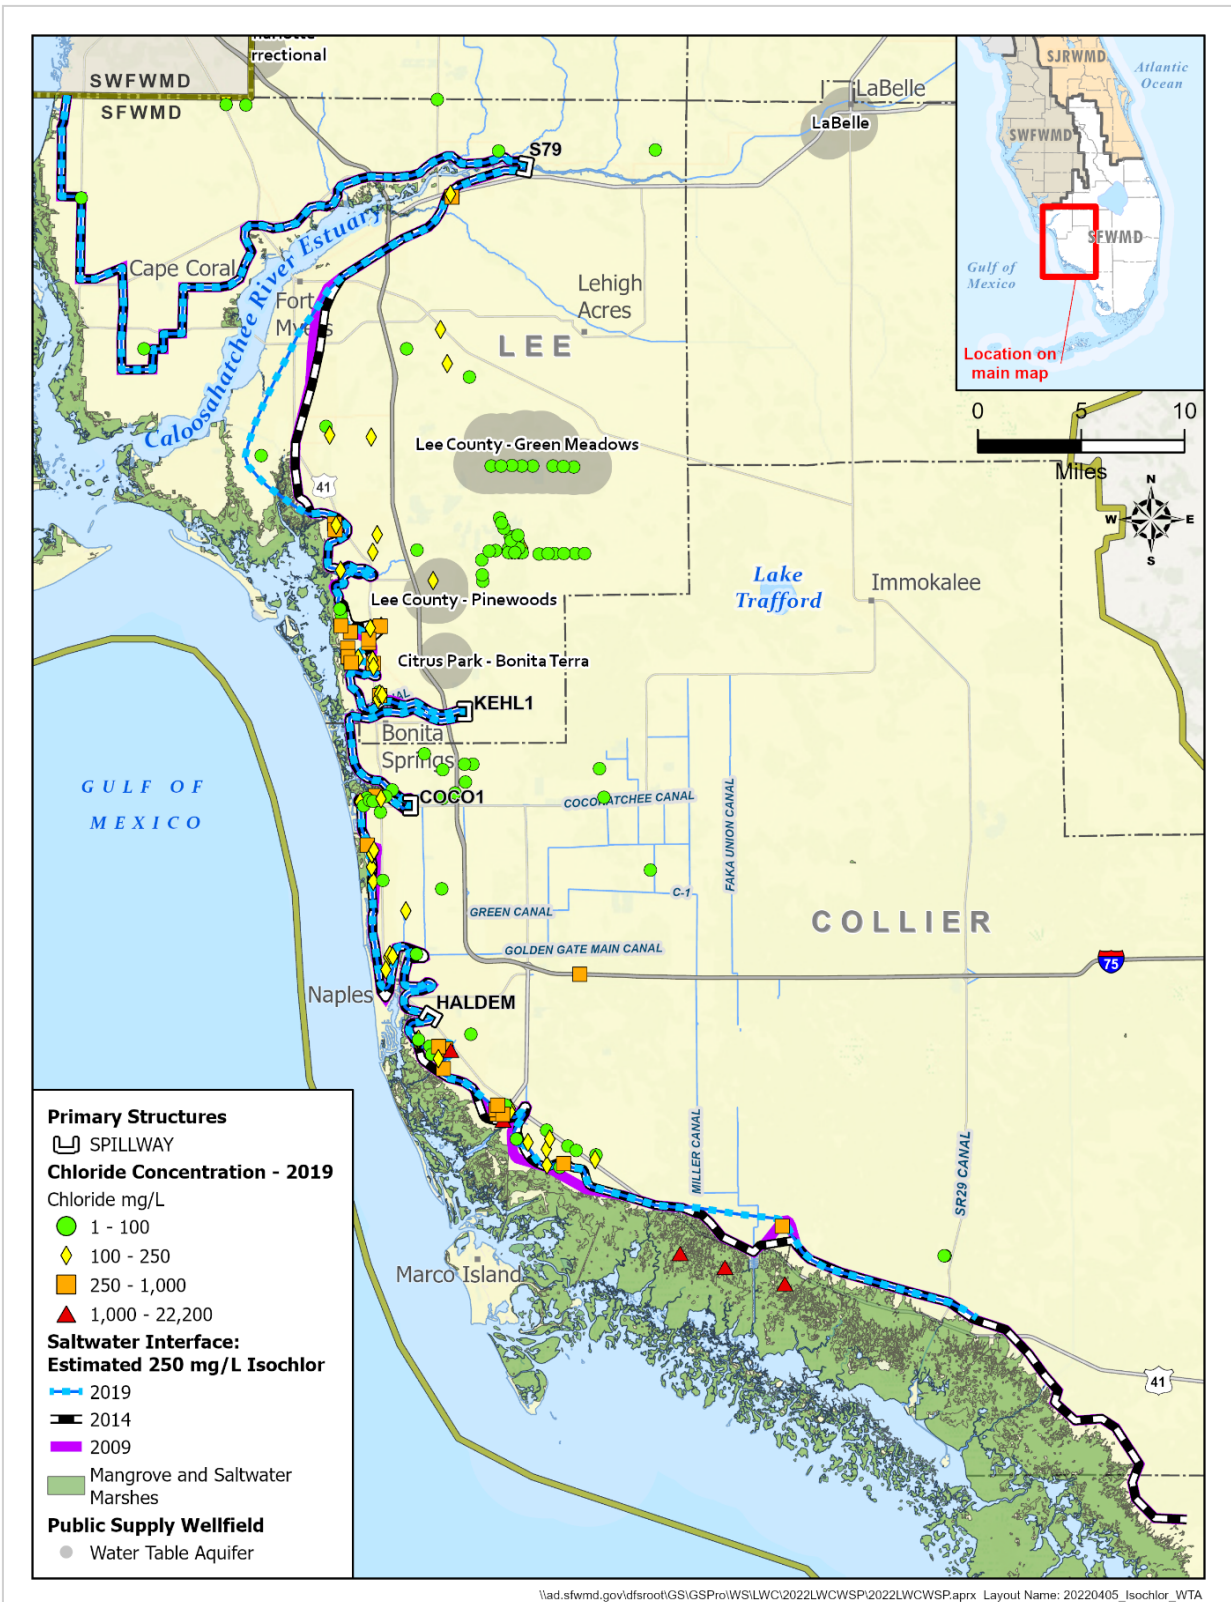 rrectional
SWFWMD
SFWMD
LaBelle
LaBelle
S79
SJRWMD
Atlantic
Ocean
SWFWMD
SFWMD
Gulf of
Mexico
Location on
main map
Cape Coral
Caloosahatchee River Estuary
Fort
Myers
Lehigh
Acres
LEE
0 5 10
Miles
N
W E
S
Lee County - Green Meadows
41
Lee County - Pinewoods
Lake
Trafford
Immokalee
Citrus Park - Bonita Terra
KEHL1
Bonita
Springs
COCO1
COCOHATCHEE CANAL
FAKA UNION CANAL
GULF OF
MEXICO
C-1
GREEN CANAL
COLLIER
GOLDEN GATE MAIN CANAL
75
Naples
HALDEM
MILLER CANAL
SR29 CANAL
Marco Island
41
Primary Structures
SPILLWAY
Chloride Concentration - 2019
Chloride mg/L
1 - 100
100 - 250
250 - 1,000
1,000 - 22,200
Saltwater Interface:
Estimated 250 mg/L Isochlor
2019
2014
2009
Mangrove and Saltwater
Marshes
Public Supply Wellfield
Water Table Aquifer
\\ad.sfwmd.gov\dfsroot\GS\GSPro\WS\LWC\2022LWCWSP\2022LWCWSP.aprx Layout Name: 20220405_Isochlor_WTA